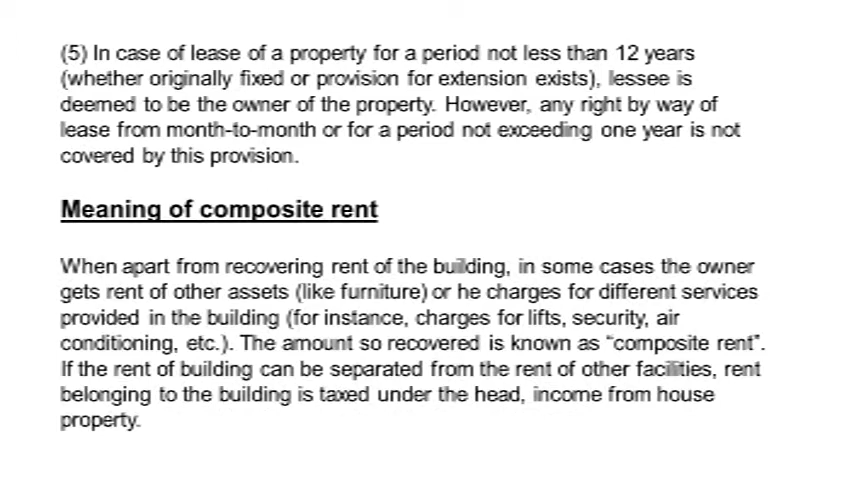 (5) In case of lease of a property for a period not less than 12 years
(whether originally fixed or provision for extension exists), lessee is
deemed to be the owner of the property. However, any right by way of
lease from month-to-month or for a period not exceeding one year is not
covered by this provision.
Meaning of composite rent
When apart from recovering rent of the building, in some cases the owner
gets rent of other assets (like furniture) or he charges for different services
provided in the building (for instance, charges for lifts, security, air
conditioning, etc.). The amount so recovered is known as “composite rent”.
If the rent of building can be separated from the rent of other facilities, rent
belonging to the building is taxed under the head, income from house
property.